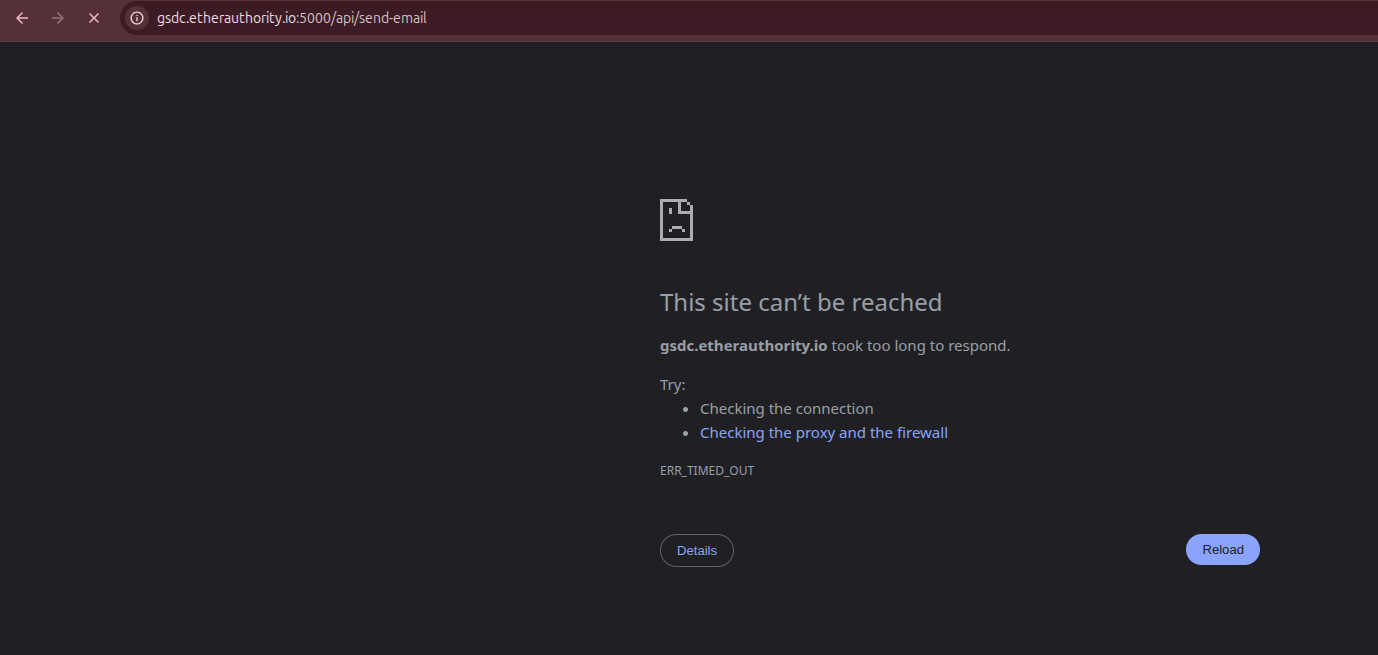 gsdc.etherauthority.io:5000/api/send-email
This site can’t be reached
gsdc.etherauthority.io took too long to respond.
Try:
Checking the connection
Checking the proxy and the firewall
ERR_TIMED_OUT
Details
Reload